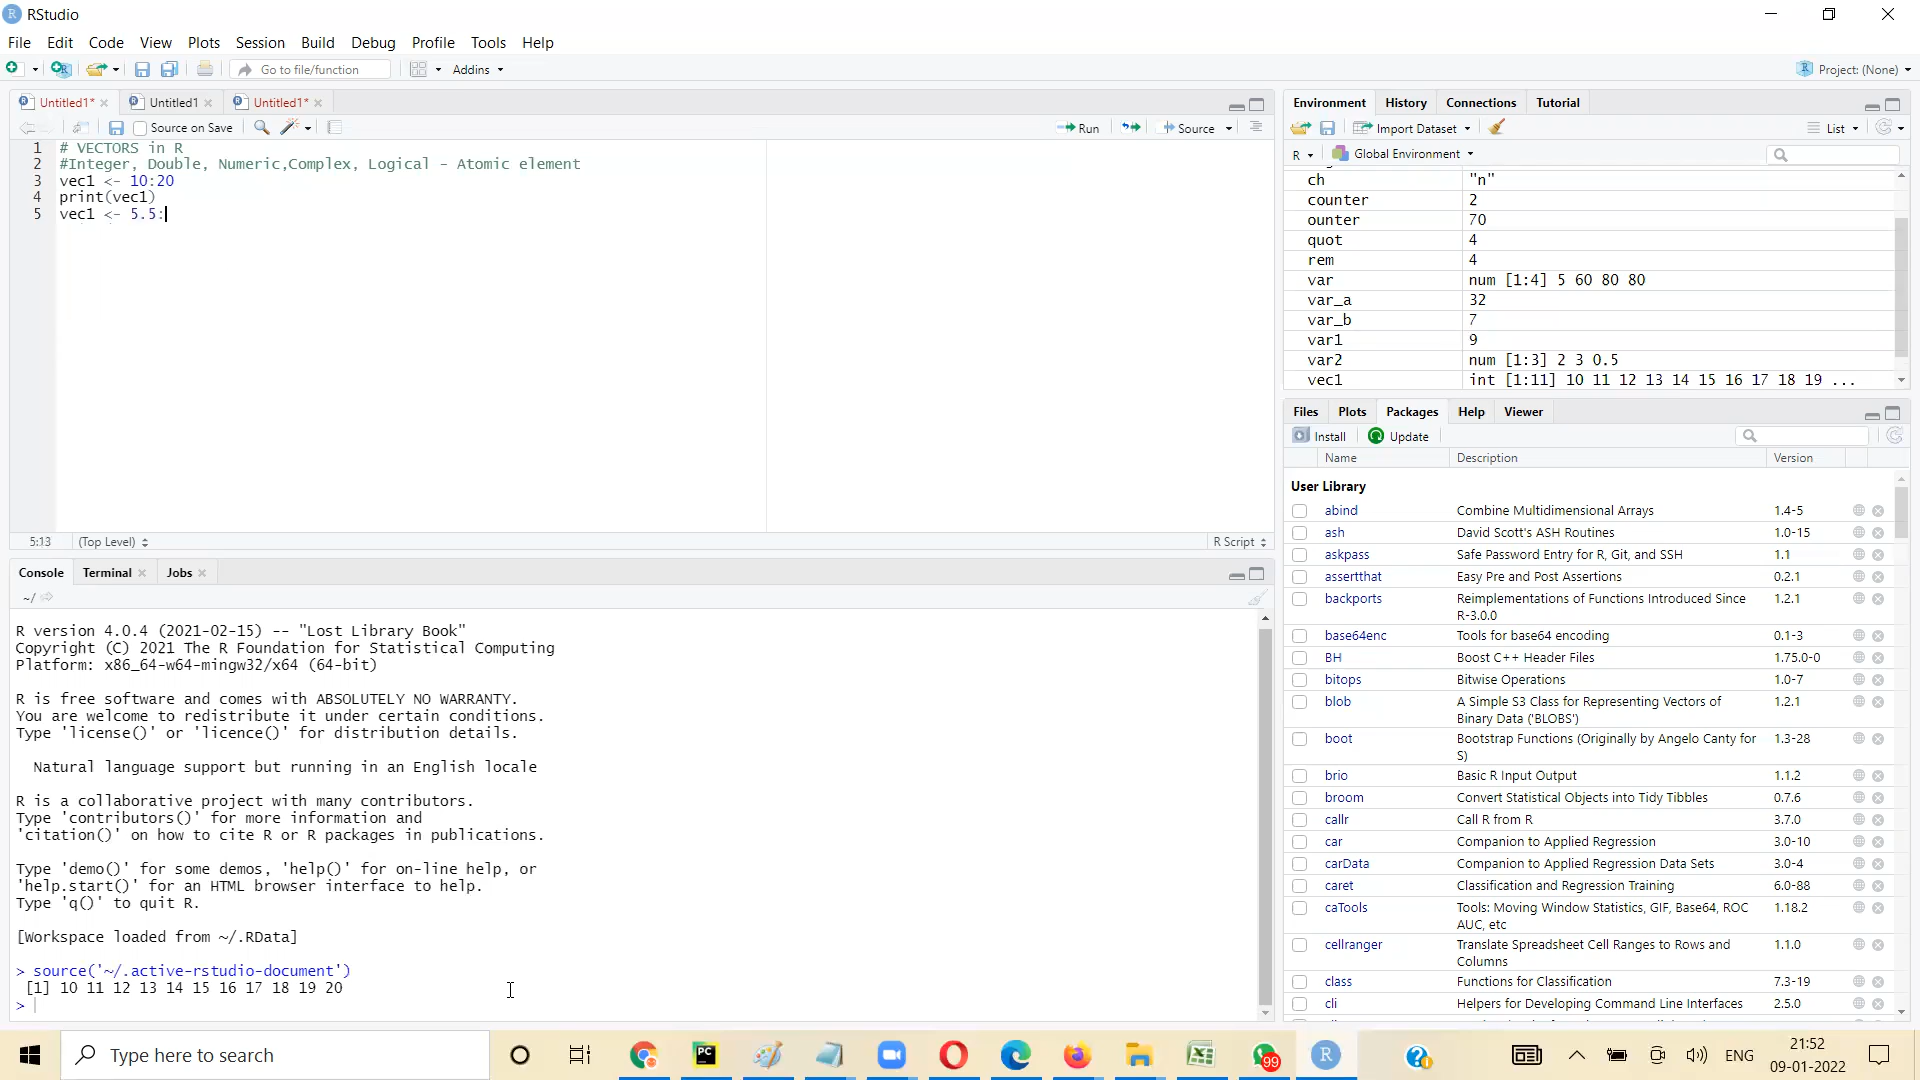 RStudio
File Edit Code View Plots Session Build Debug Profile Tools Help
Go to file/function Addins Project: (None)
Untitled1* Untitled1 Untitled1*
Source on Save Run Source
1 # VECTORS in R
2 #Integer, Double, Numeric,Complex, Logical - Atomic element
3 vec1 <- 10:20
4 print(vec1)
5 vec1 <- 5.5:
5:13 (Top Level) R Script
Console Terminal Jobs
~/
R version 4.0.4 (2021-02-15) -- "Lost Library Book"
Copyright (C) 2021 The R Foundation for Statistical Computing
Platform: x86_64-w64-mingw32/x64 (64-bit)
R is free software and comes with ABSOLUTELY NO WARRANTY.
You are welcome to redistribute it under certain conditions.
Type 'license()' or 'licence()' for distribution details.
Natural language support but running in an English locale
R is a collaborative project with many contributors.
Type 'contributors()' for more information and
'citation()' on how to cite R or R packages in publications.
Type 'demo()' for some demos, 'help()' for on-line help, or
'help.start()' for an HTML browser interface to help.
Type 'q()' to quit R.
[Workspace loaded from ~/.RData]
> source('~/.active-rstudio-document')
[1] 10 11 12 13 14 15 16 17 18 19 20
>
Environment History Connections Tutorial
Import Dataset List
R Global Environment
ch "n"
counter 2
ounter 70
quot 4
rem 4
var num [1:4] 5 60 80 80
var_a 32
var_b 7
var1 9
var2 num [1:3] 2 3 0.5
vec1 int [1:11] 10 11 12 13 14 15 16 17 18 19 ...
Files Plots Packages Help Viewer
Install Update
Name Description Version
User Library
abind Combine Multidimensional Arrays 1.4-5
ash David Scott's ASH Routines 1.0-15
askpass Safe Password Entry for R, Git, and SSH 1.1
assertthat Easy Pre and Post Assertions 0.2.1
backports Reimplementations of Functions Introduced Since 1.2.1
R-3.0.0
base64enc Tools for base64 encoding 0.1-3
BH Boost C++ Header Files 1.75.0-0
bitops Bitwise Operations 1.0-7
blob A Simple S3 Class for Representing Vectors of 1.2.1
Binary Data ('BLOBS')
boot Bootstrap Functions (Originally by Angelo Canty for 1.3-28
S)
brio Basic R Input Output 1.1.2
broom Convert Statistical Objects into Tidy Tibbles 0.7.6
callr Call R from R 3.7.0
car Companion to Applied Regression 3.0-10
carData Companion to Applied Regression Data Sets 3.0-4
caret Classification and Regression Training 6.0-88
caTools Tools: Moving Window Statistics, GIF, Base64, ROC 1.18.2
AUC, etc
cellranger Translate Spreadsheet Cell Ranges to Rows and 1.1.0
Columns
class Functions for Classification 7.3-19
cli Helpers for Developing Command Line Interfaces 2.5.0
Type here to search PC 99 R ENG 21:52
09-01-2022